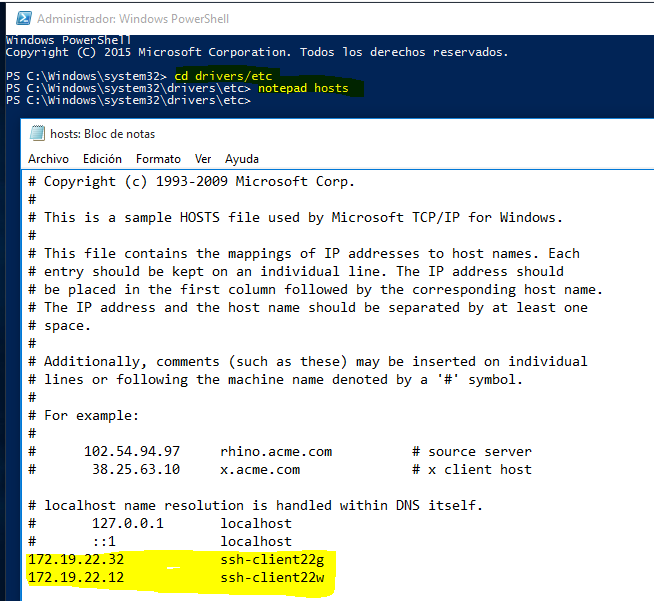 Administrador: Windows PowerShell
Windows PowerShell
Copyright (C) 2015 Microsoft Corporation. Todos los derechos reservados.
PS C:\Windows\system32> cd drivers/etc
PS C:\Windows\system32\drivers\etc> notepad hosts
PS C:\Windows\system32\drivers\etc>
hosts: Bloc de notas
Archivo Edición Formato Ver Ayuda
# Copyright (c) 1993-2009 Microsoft Corp.
#
# This is a sample HOSTS file used by Microsoft TCP/IP for Windows.
#
# This file contains the mappings of IP addresses to host names. Each
# entry should be kept on an individual line. The IP address should
# be placed in the first column followed by the corresponding host name.
# The IP address and the host name should be separated by at least one
# space.
#
# Additionally, comments (such as these) may be inserted on individual
# lines or following the machine name denoted by a '#' symbol.
#
# For example:
#
#      102.54.94.97     rhino.acme.com          # source server
#       38.25.63.10     x.acme.com              # x client host

# localhost name resolution is handled within DNS itself.
#       127.0.0.1       localhost
#       ::1             localhost
172.19.22.32            ssh-client22g
172.19.22.12            ssh-client22w